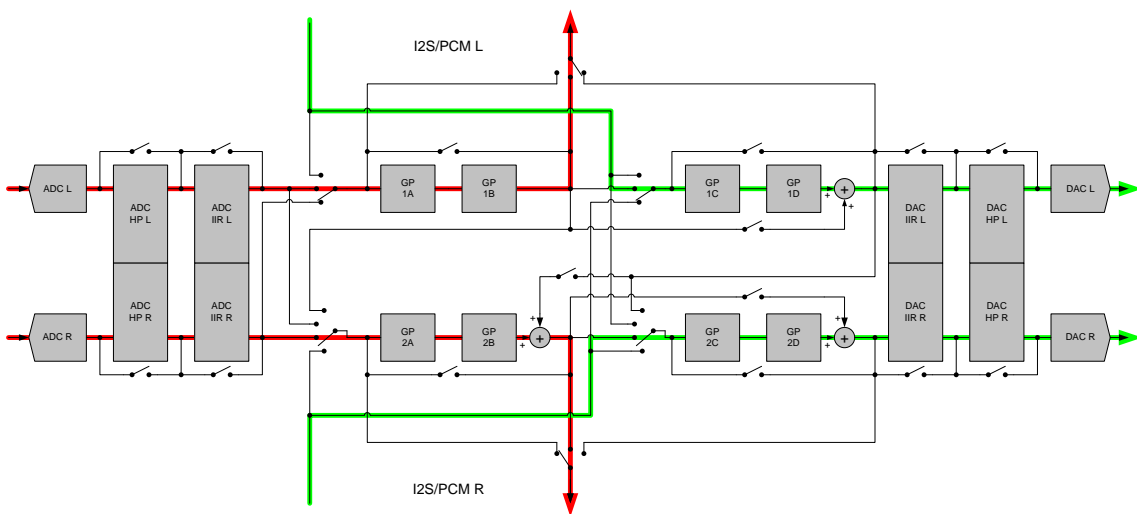 I2S/PCM L
ADC L
ADC
HP L
ADC
IIR L
GP
1A
GP
1B
GP
1C
GP
1D
+
+
+
DAC
IIR L
DAC
HP L
DAC L
ADC R
ADC
HP R
ADC
IIR R
GP
2A
GP
2B
+
+
+
GP
2C
GP
2D
+
+
+
DAC
IIR R
DAC
HP R
DAC R
I2S/PCM R